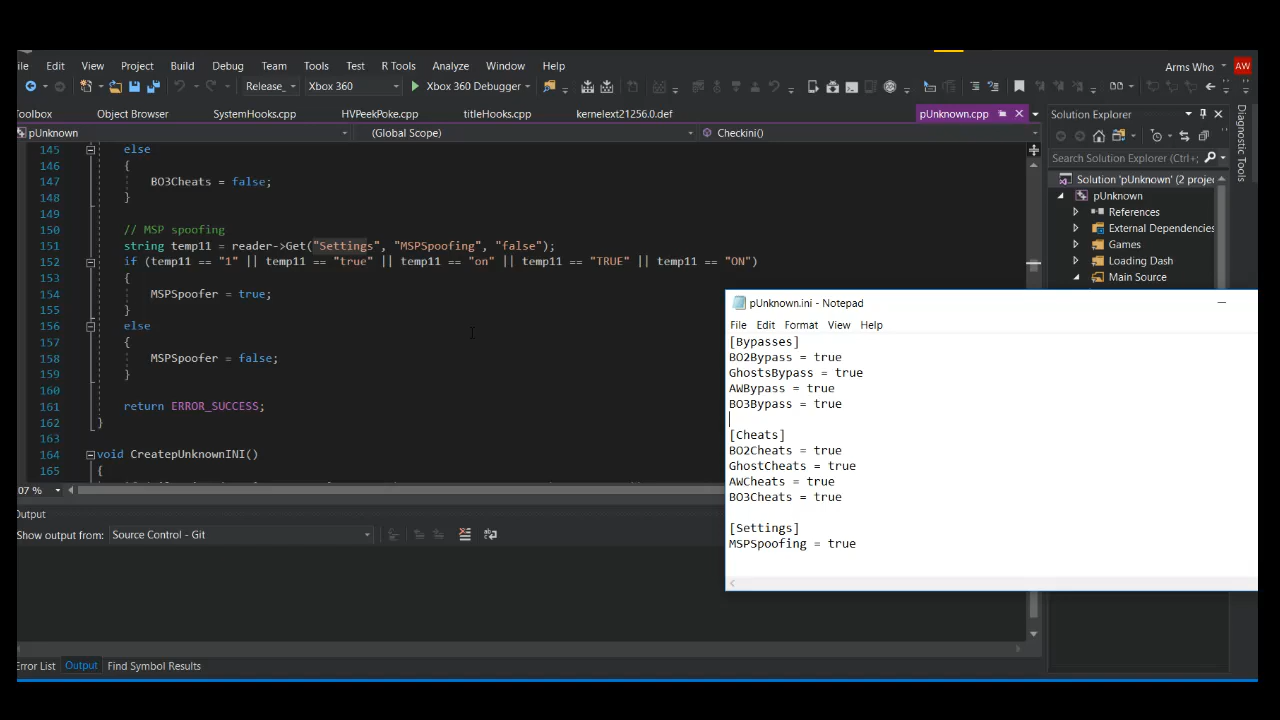 ile Edit View Project Build Debug Team Tools Test R Tools Analyze Window Help
Arms Who AW
Release Xbox 360 Xbox 360 Debugger
oolbox Object Browser SystemHooks.cpp HVPeekPoke.cpp titleHooks.cpp kernelext21256.0.def pUnknown.cpp
pUnknown (Global Scope) Checkini()
145 else
146 {
147 BO3Cheats = false;
148 }
149
150 // MSP spoofing
151 string temp11 = reader->Get("Settings", "MSPSpoofing", "false");
152 if (temp11 == "1" || temp11 == "true" || temp11 == "on" || temp11 == "TRUE" || temp11 == "ON")
153 {
154 MSPSpoofer = true;
155 }
156 else
157 {
158 MSPSpoofer = false;
159 }
160
161 return ERROR_SUCCESS;
162 }
163
164 void CreatepUnknownINI()
165 {
07 %
Output
Show output from: Source Control - Git
rror List Output Find Symbol Results
Solution Explorer
Search Solution Explorer (Ctrl+;
Solution 'pUnknown' (2 projec
pUnknown
References
External Dependencies
Games
Loading Dash
Main Source
Diagnostic Tools
pUnknown.ini - Notepad
File Edit Format View Help
[Bypasses]
BO2Bypass = true
GhostsBypass = true
AWBypass = true
BO3Bypass = true
[Cheats]
BO2Cheats = true
GhostCheats = true
AWCheats = true
BO3Cheats = true
[Settings]
MSPSpoofing = true